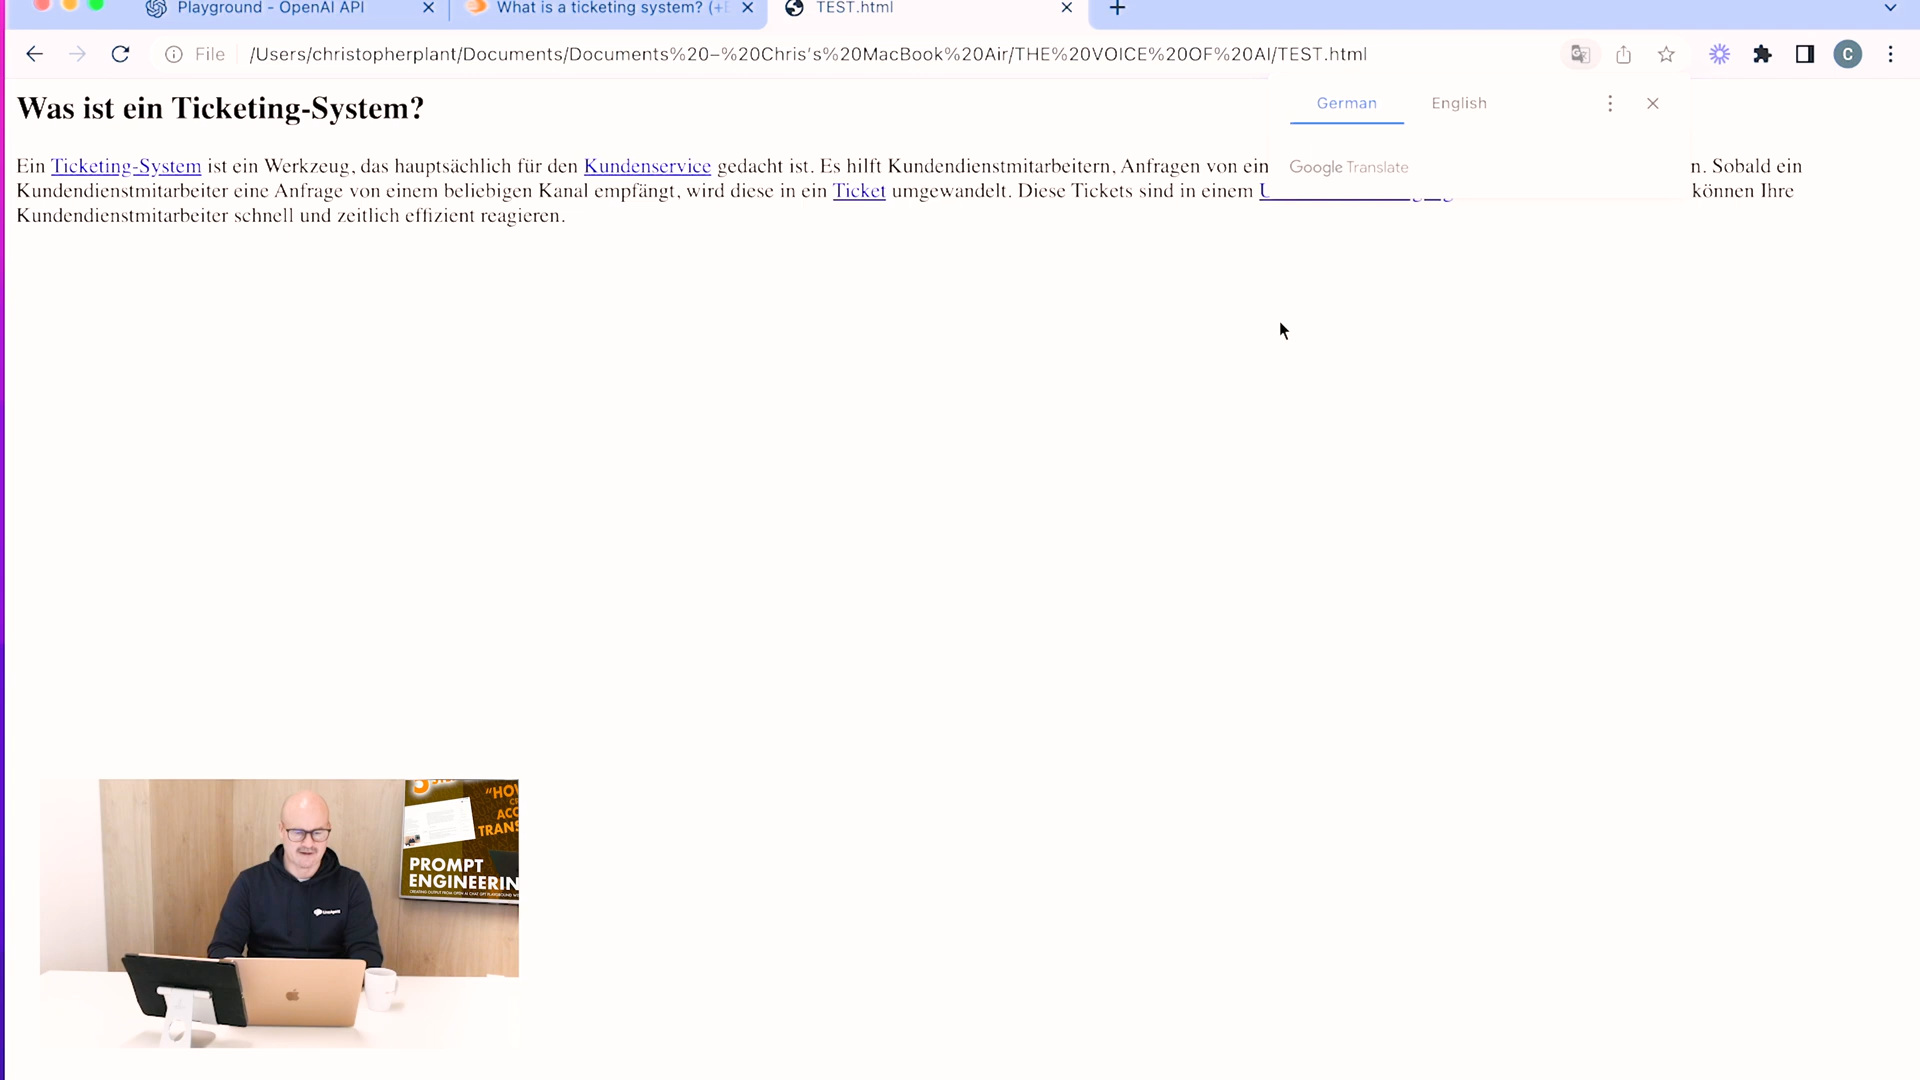 Playground - OpenAI API
What is a ticketing system? (+E
TEST.html
File
/Users/christopherplant/Documents/Documents%20–%20Chris's%20MacBook%20Air/THE%20VOICE%20OF%20AI/TEST.html
C
German
English
Google Translate
Was ist ein Ticketing-System?
Ein Ticketing-System ist ein Werkzeug, das hauptsächlich für den Kundenservice gedacht ist. Es hilft Kundendienstmitarbeitern, Anfragen von ein n. Sobald ein
Kundendienstmitarbeiter eine Anfrage von einem beliebigen Kanal empfängt, wird diese in ein Ticket umgewandelt. Diese Tickets sind in einem können Ihre
Kundendienstmitarbeiter schnell und zeitlich effizient reagieren.
"HO
ACC
TRANS
PROMPT
ENGINEERIN